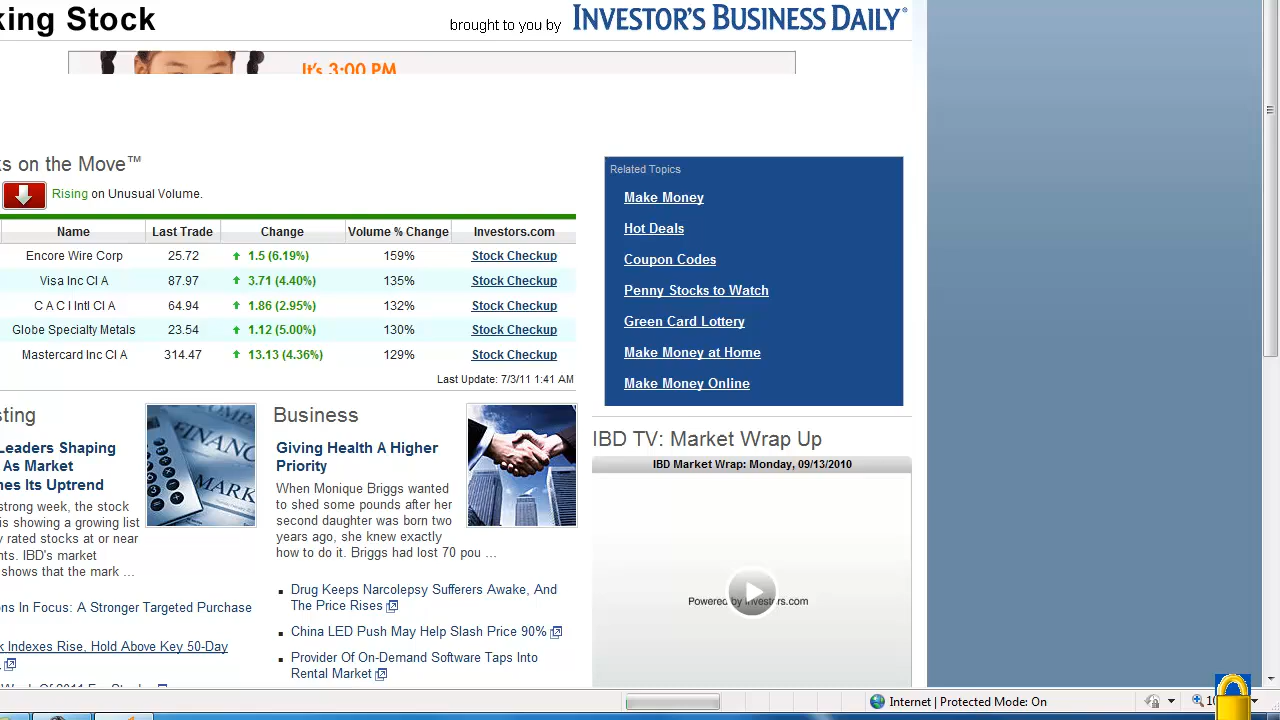 king Stock
brought to you by INVESTOR'S BUSINESS DAILY®
It's 3:00 PM
s on the Move™
Rising on Unusual Volume.
Name Last Trade Change Volume % Change Investors.com
Encore Wire Corp 25.72 1.5 (6.19%) 159% Stock Checkup
Visa Inc Cl A 87.97 3.71 (4.40%) 135% Stock Checkup
C A C I Intl Cl A 64.94 1.86 (2.95%) 132% Stock Checkup
Globe Specialty Metals 23.54 1.12 (5.00%) 130% Stock Checkup
Mastercard Inc Cl A 314.47 13.13 (4.36%) 129% Stock Checkup
Last Update: 7/3/11 1:41 AM
Related Topics
Make Money
Hot Deals
Coupon Codes
Penny Stocks to Watch
Green Card Lottery
Make Money at Home
Make Money Online
sting
Leaders Shaping
As Market
nes Its Uptrend
strong week, the stock
is showing a growing list
y rated stocks at or near
nts. IBD's market
shows that the mark ...
ons In Focus: A Stronger Targeted Purchase
k Indexes Rise, Hold Above Key 50-Day
Business
Giving Health A Higher
Priority
When Monique Briggs wanted
to shed some pounds after her
second daughter was born two
years ago, she knew exactly
how to do it. Briggs had lost 70 pou ...
Drug Keeps Narcolepsy Sufferers Awake, And
The Price Rises
China LED Push May Help Slash Price 90%
Provider Of On-Demand Software Taps Into
Rental Market
IBD TV: Market Wrap Up
IBD Market Wrap: Monday, 09/13/2010
Powered by Investors.com
Internet | Protected Mode: On